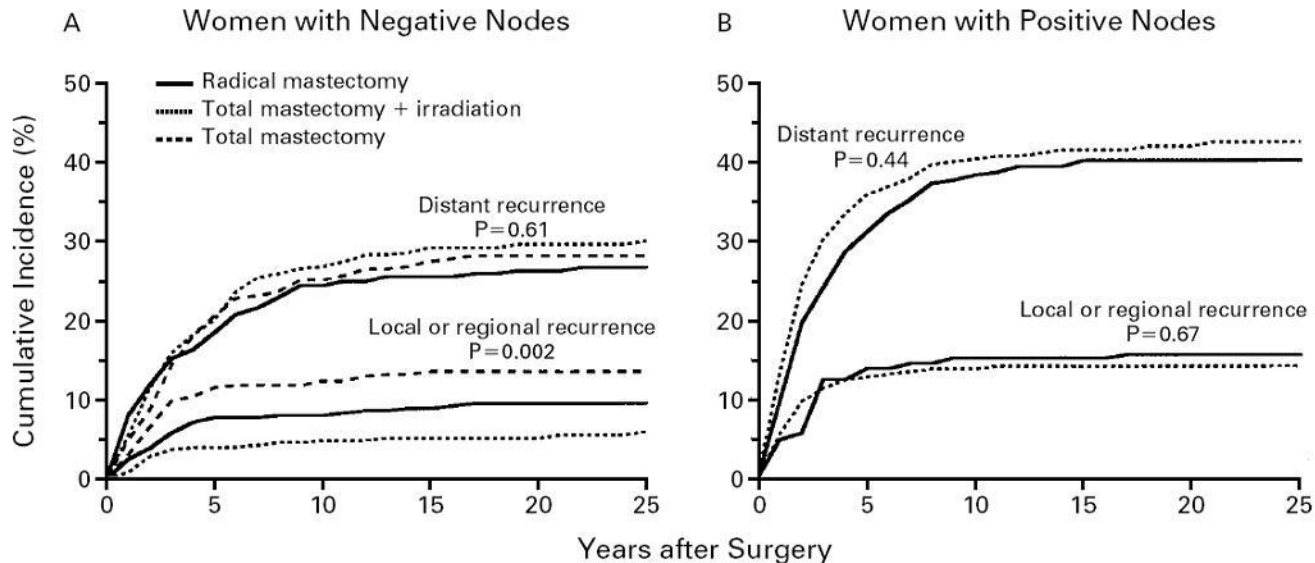 A Women with Negative Nodes
B Women with Positive Nodes
Cumulative Incidence (%)
50
40
30
20
10
0
Radical mastectomy
Total mastectomy + irradiation
Total mastectomy
Distant recurrence
P=0.61
Local or regional recurrence
P=0.002
0 5 10 15 20 25
50
40
30
20
10
0
Distant recurrence
P=0.44
Local or regional recurrence
P=0.67
0 5 10 15 20 25
Years after Surgery